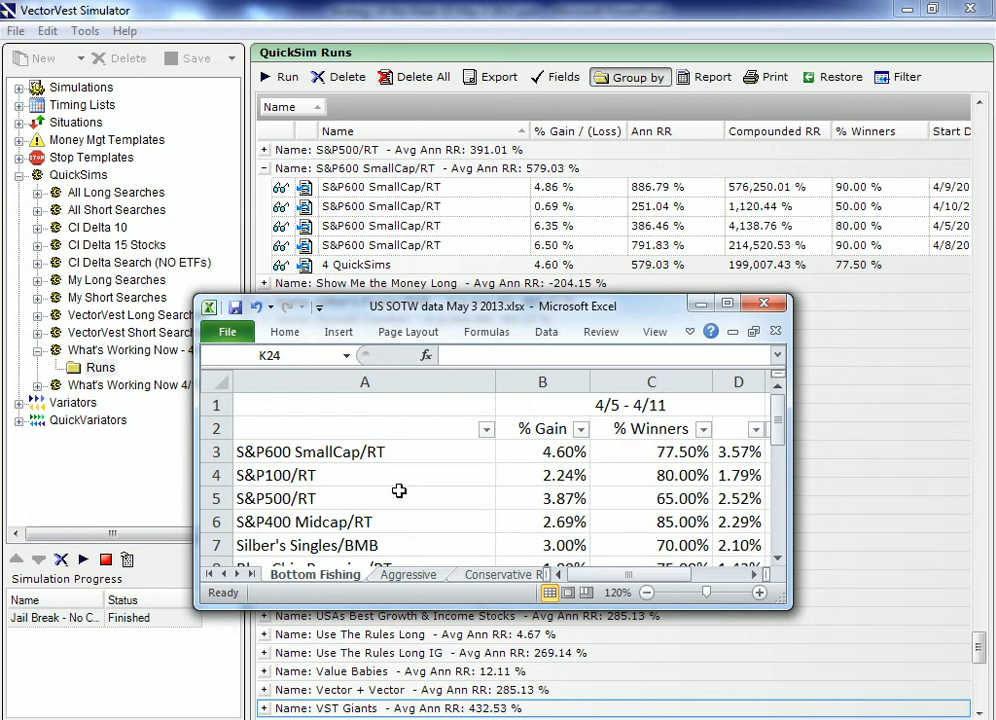 VectorVest Simulator
File Edit Tools Help
New Delete Save
Simulations
Timing Lists
Situations
Money Mgt Templates
STOP Stop Templates
QuickSims
All Long Searches
All Short Searches
CI Delta 10
CI Delta 15 Stocks
CI Delta Search (NO ETFs)
My Long Searches
My Short Searches
VectorVest Long Searc
VectorVest Short Search
What's Working Now - 4
Runs
What's Working Now 4/
Variators
QuickVariators
Simulation Progress
Name Status
Jail Break - No C... Finished
QuickSim Runs
Run Delete Delete All Export Fields Group by Report Print Restore Filter
Name
Name % Gain / (Loss) Ann RR Compounded RR % Winners Start D
Name: S&P500/RT - Avg Ann RR: 391.01 %
Name: S&P600 SmallCap/RT - Avg Ann RR: 579.03 %
S&P600 SmallCap/RT 4.86 % 886.79 % 576,250.01 % 90.00 % 4/9/20
S&P600 SmallCap/RT 0.69 % 251.04 % 1,120.44 % 50.00 % 4/10/2
S&P600 SmallCap/RT 6.35 % 386.46 % 4,138.76 % 80.00 % 4/5/20
S&P600 SmallCap/RT 6.50 % 791.83 % 214,520.53 % 90.00 % 4/8/20
4 QuickSims 4.60 % 579.03 % 199,007.43 % 77.50 %
Name: Show Me the Money Long - Avg Ann RR: -204.15 %
US SOTW data May 3 2013.xlsx - Microsoft Excel
File Home Insert Page Layout Formulas Data Review View
K24 fx
A B C D
1 4/5 - 4/11
2 % Gain % Winners
3 S&P600 SmallCap/RT 4.60% 77.50% 3.57%
4 S&P100/RT 2.24% 80.00% 1.79%
5 S&P500/RT 3.87% 65.00% 2.52%
6 S&P400 Midcap/RT 2.69% 85.00% 2.29%
7 Silber's Singles/BMB 3.00% 70.00% 2.10%
Bottom Fishing Aggressive Conservative R
Ready 120%
Name: USAs Best Growth & Income Stocks - Avg Ann RR: 285.13 %
Name: Use The Rules Long - Avg Ann RR: 4.67 %
Name: Use The Rules Long IG - Avg Ann RR: 269.14 %
Name: Value Babies - Avg Ann RR: 12.11 %
Name: Vector + Vector - Avg Ann RR: 285.13 %
Name: VST Giants - Avg Ann RR: 432.53 %